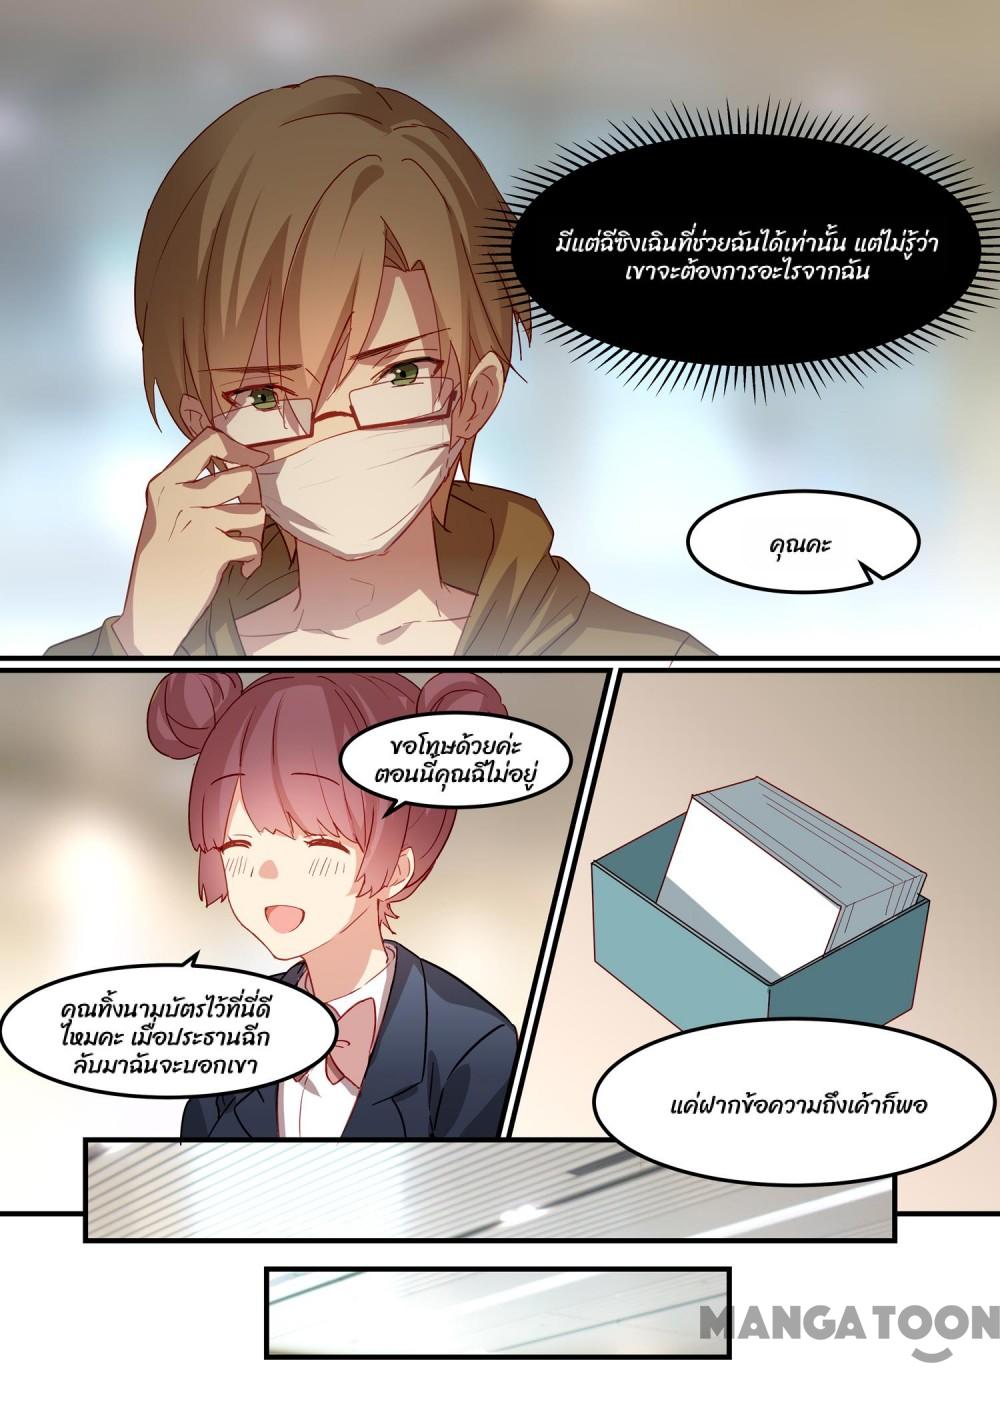 มีแต่ฉีซิงเฉินที่ช่วยฉันได้เท่านั้น แต่ไม่รู้ว่า
เขาจะต้องการอะไรจากฉัน
คุณคะ
ขอโทษด้วยค่ะ
ตอนนี้คุณฉีไม่อยู่
คุณทิ้งนามบัตรไว้ที่นี่ดี
ไหมคะ เมื่อประธานฉีก
ลับมาฉันจะบอกเขา
แค่ฝากข้อความถึงเค้าก็พอ
MANGATOON